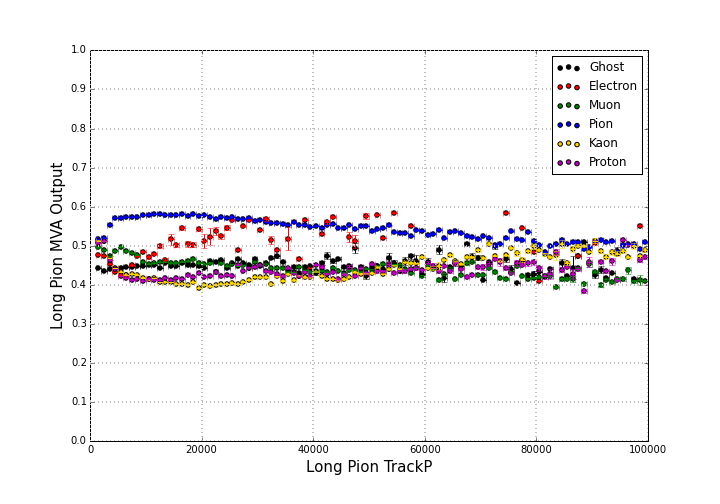 1.0
0.9
0.8
0.7
0.6
0.5
0.4
0.3
0.2
0.1
0.0
Long Pion MVA Output
Ghost
Electron
Muon
Pion
Kaon
Proton
0 20000 40000 60000 80000 100000
Long Pion TrackP